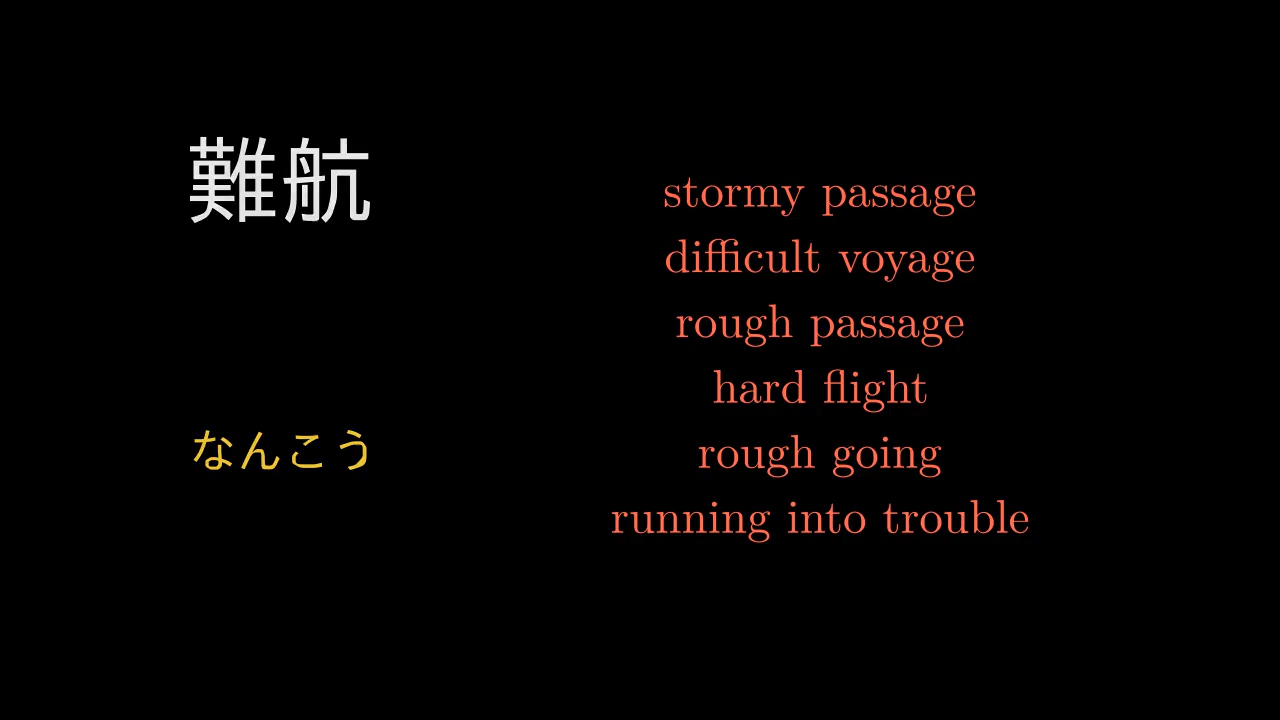 難航
なんこう
stormy passage
difficult voyage
rough passage
hard flight
rough going
running into trouble